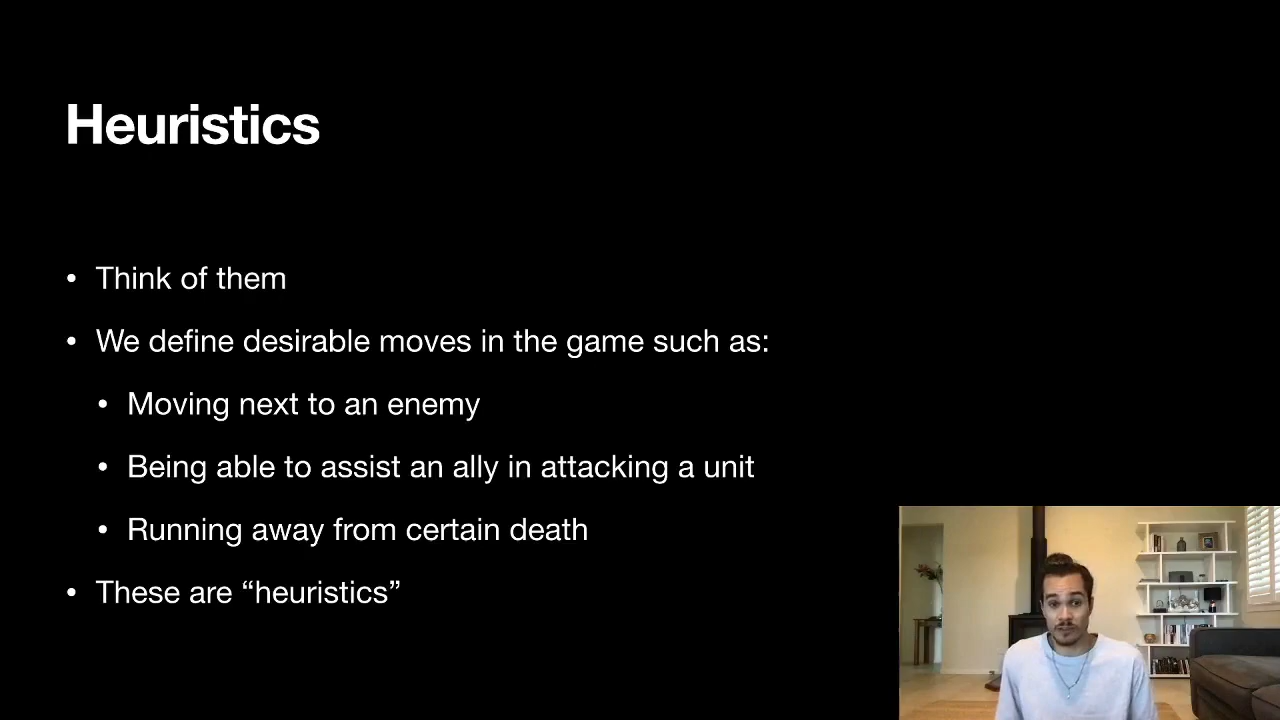 Heuristics
• Think of them
• We define desirable moves in the game such as:
• Moving next to an enemy
• Being able to assist an ally in attacking a unit
• Running away from certain death
• These are “heuristics”